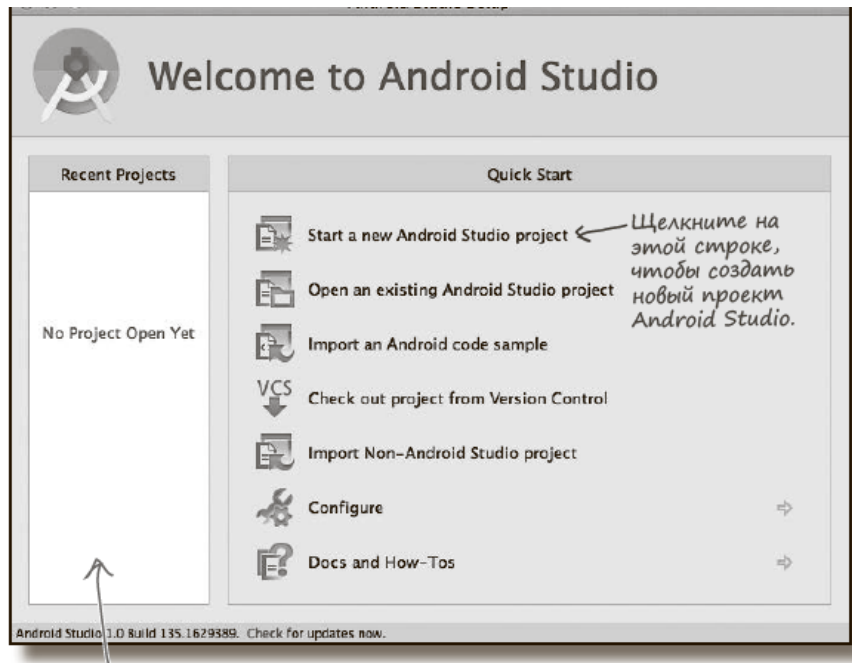 Welcome to Android Studio
Recent Projects
No Project Open Yet
Quick Start
Start a new Android Studio project
Open an existing Android Studio project
Import an Android code sample
VCS
Check out project from Version Control
Import Non-Android Studio project
Configure
Docs and How-Tos
Щелкните на
этой строке,
чтобы создать
новый проект
Android Studio.
Android Studio 1.0 Build 135.1629389. Check for updates now.